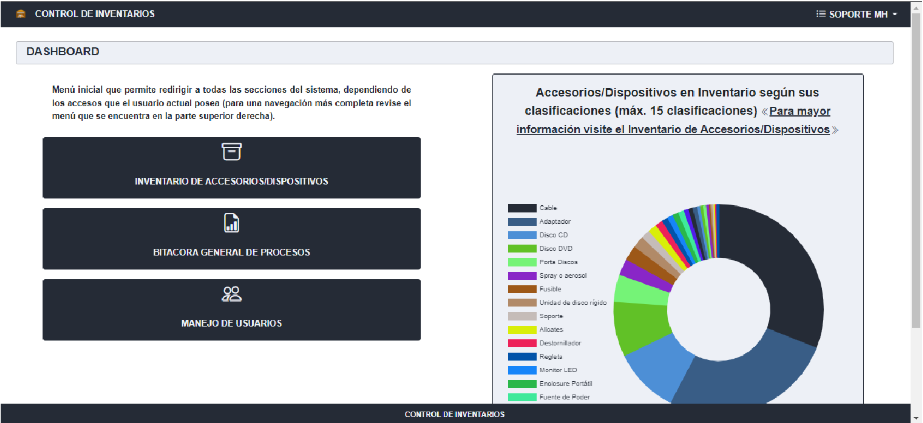 CONTROL DE INVENTARIOS
SOPORTE MH
DASHBOARD
Menú inicial que permite redirigir a todas las secciones del sistema, dependiendo de
los accesos que el usuario actual posea (para una navegación más completa revise el
menú que se encuentra en la parte superior derecha).
INVENTARIO DE ACCESORIOS/DISPOSITIVOS
BITACORA GENERAL DE PROCESOS
MANEJO DE USUARIOS
Accesorios/Dispositivos en Inventario según sus
clasificaciones (máx. 15 clasificaciones) «Para mayor
información visite el Inventario de Accesorios/Dispositivos»
Cable
Adaptador
Disco CD
Disco DVD
Porta Discos
Spray o aerosol
Fusible
Unidad de disco rígido
Soporte
Alicates
Destornillador
Regleta
Monitor LED
Enclosure Portátil
Fuente de Poder
CONTROL DE INVENTARIOS